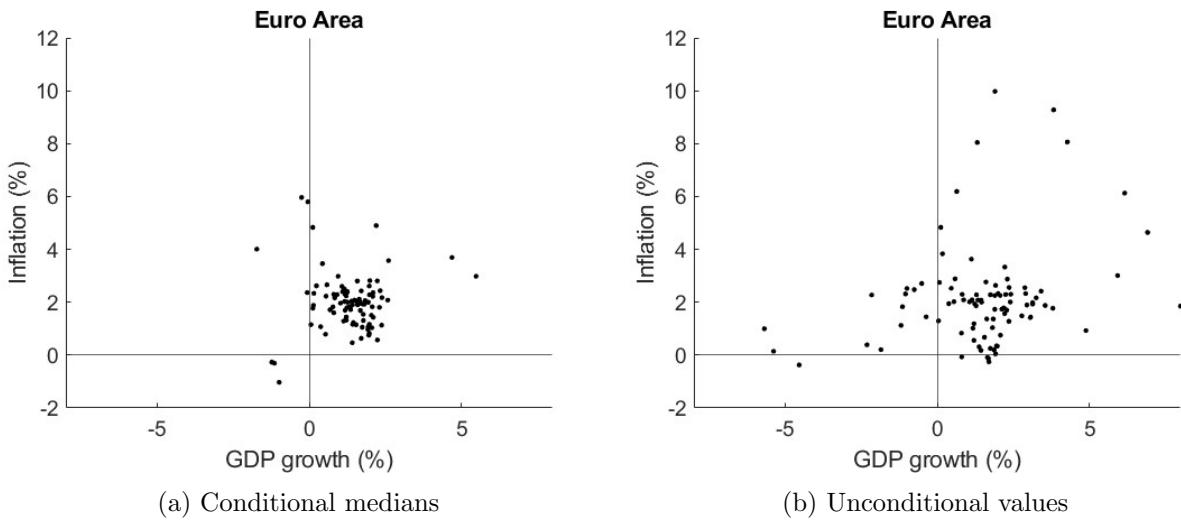 Euro Area
12
10
8
6
4
2
0
-2
Inflation (%)
-5 0 5
GDP growth (%)
(a) Conditional medians
Euro Area
12
10
8
6
4
2
0
-2
Inflation (%)
-5 0 5
GDP growth (%)
(b) Unconditional values